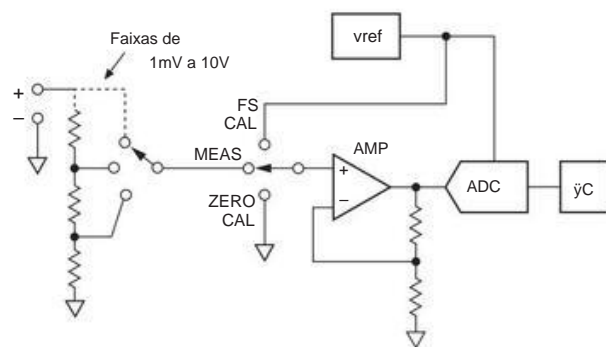 Faixas de
1mV a 10V
vref
+
−
FS
CAL
MEAS
ZERO
CAL
AMP
+
−
ADC
ÿC